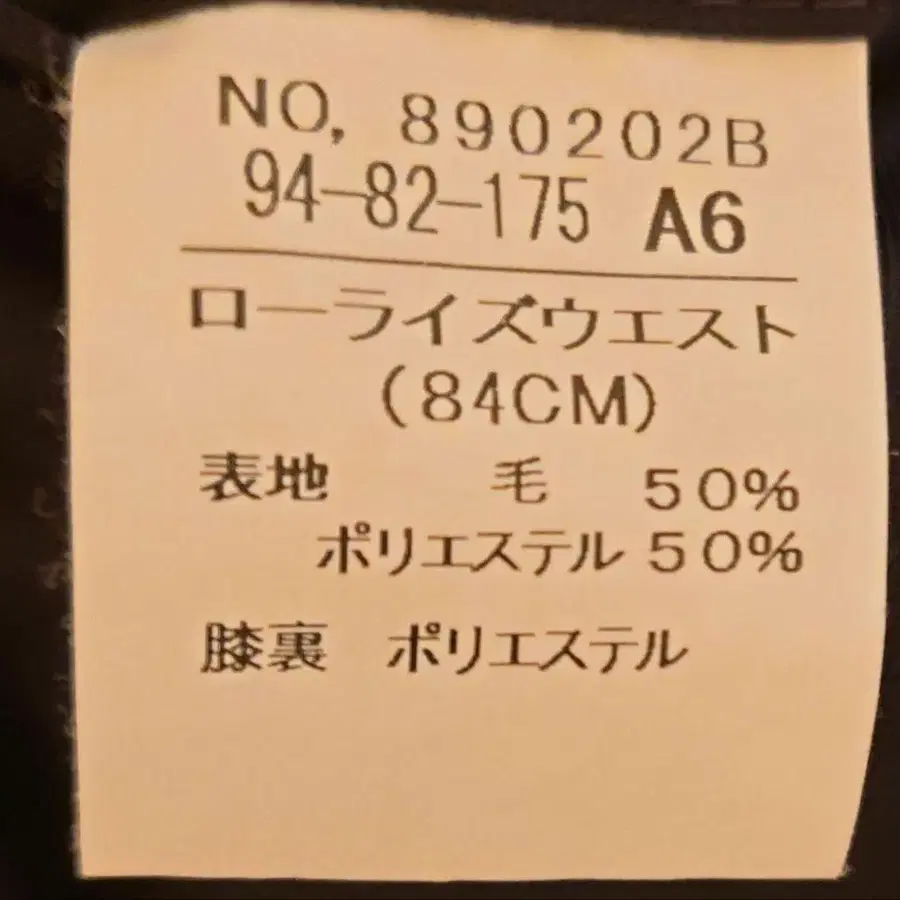 NO, 890202B
94-82-175 A6
ローライズウエスト
(84CM)
表地 毛 50%
ポリエステル 50%
膝裏 ポリエステル